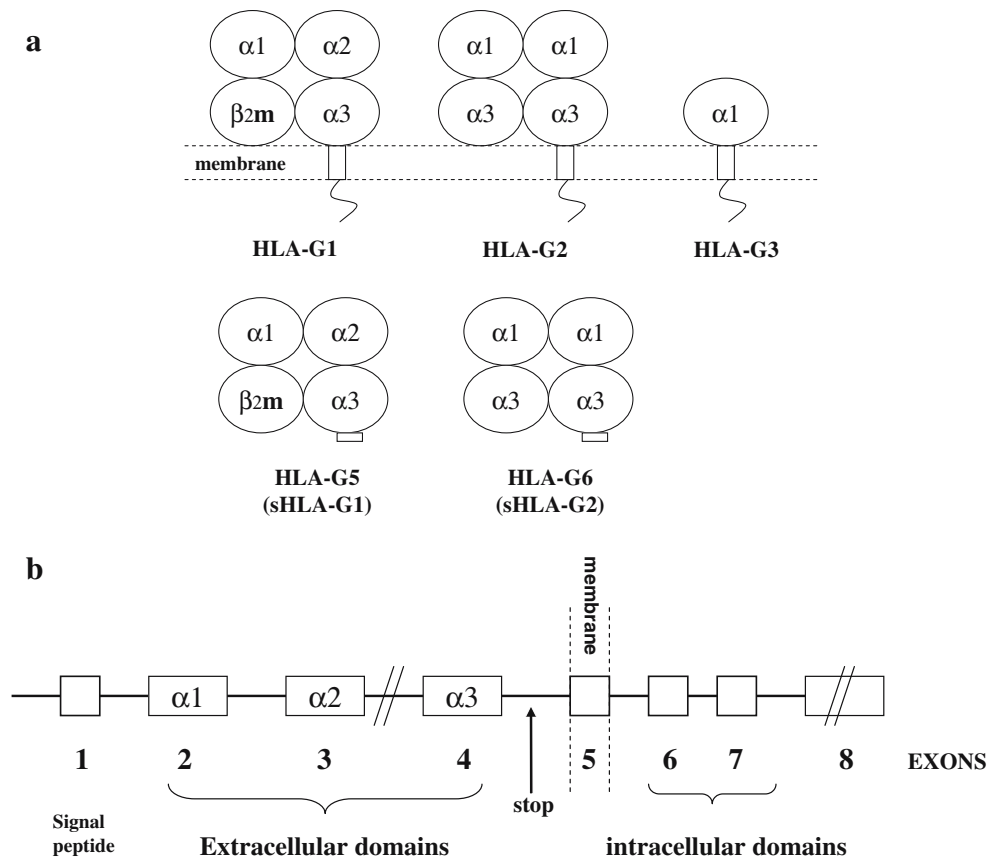 a
α1 α2 α1 α1
β2m α3 α3 α3 α1
membrane
HLA-G1 HLA-G2 HLA-G3
α1 α2 α1 α1
β2m α3 α3 α3
HLA-G5 HLA-G6
(sHLA-G1) (sHLA-G2)
b
membrane
α1 α2 α3
1 2 3 4 5 6 7 8 EXONS
stop
Signal
peptide
Extracellular domains intracellular domains